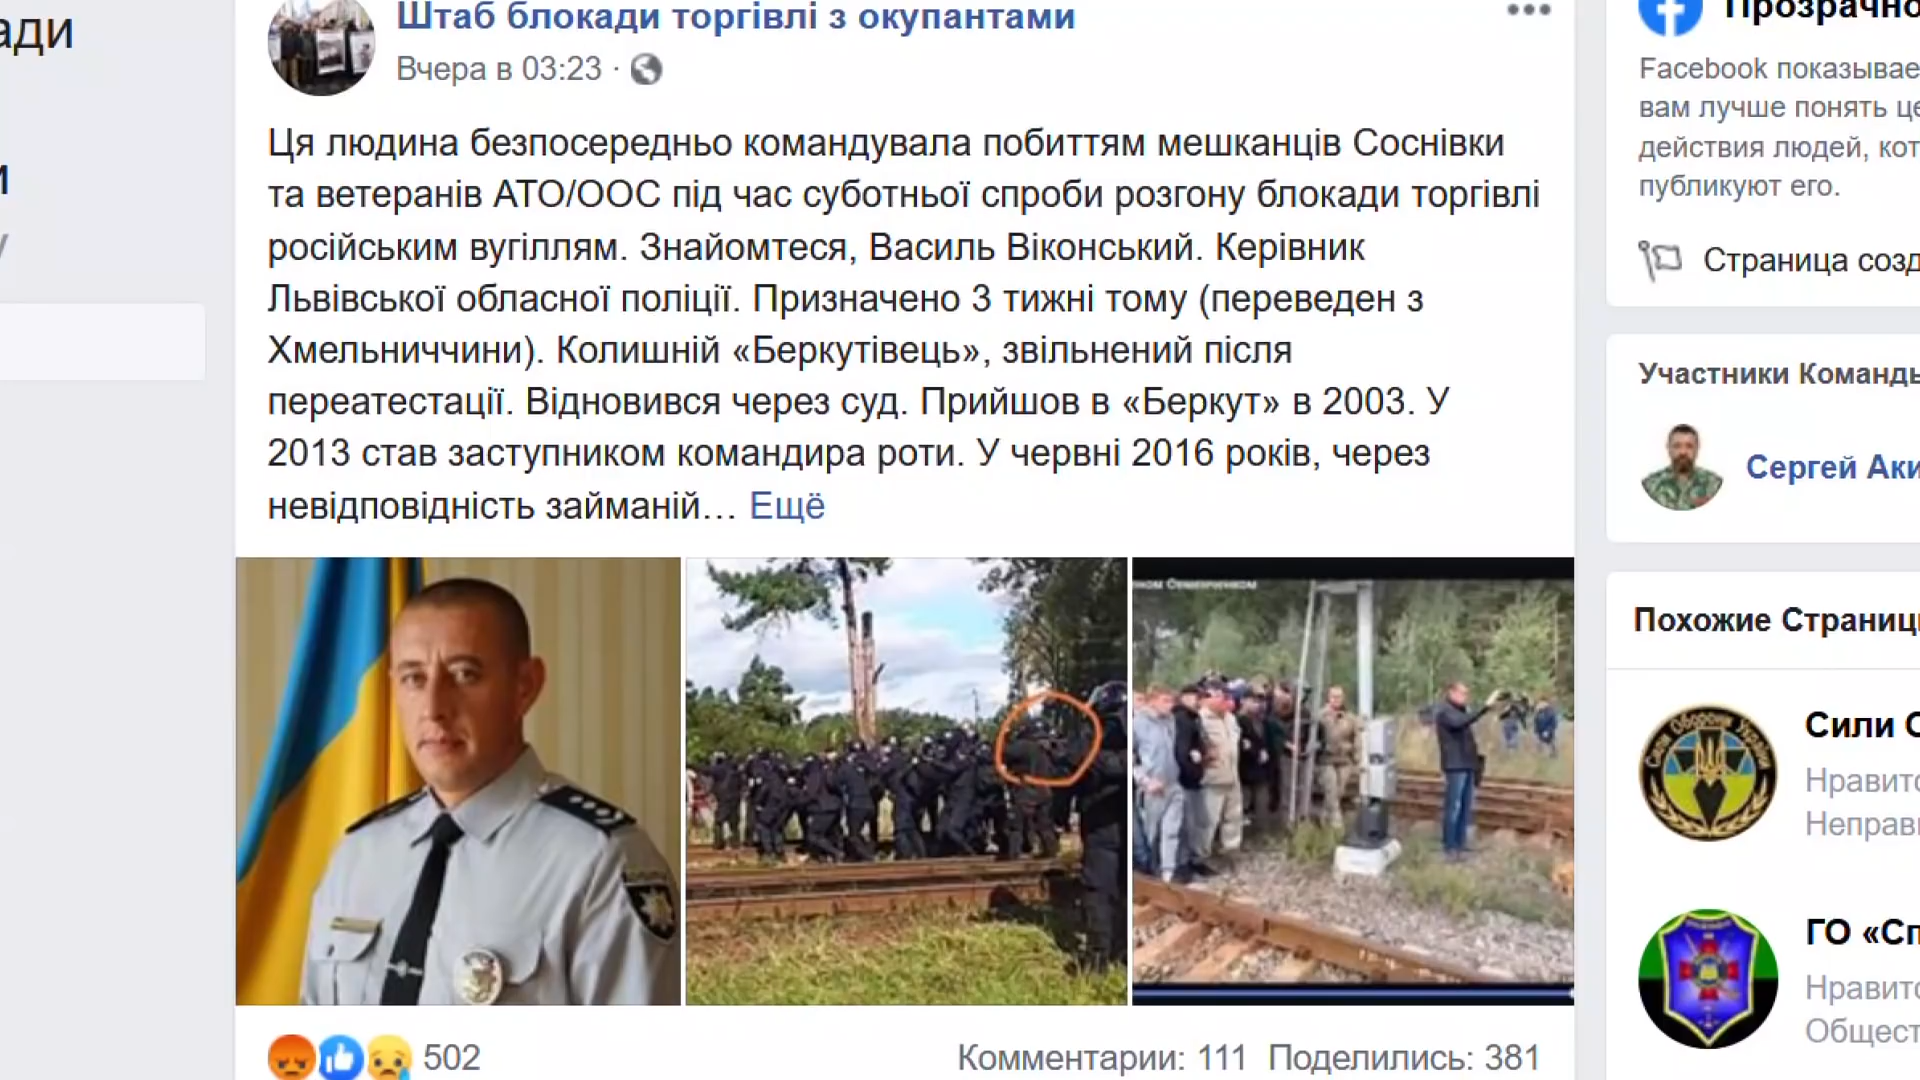 ади
и
Штаб блокади торгівлі з окупантами
Вчера в 03:23 ·
Ця людина безпосередньо командувала побиттям мешканців Соснівки
та ветеранів АТО/ООС під час суботньої спроби розгону блокади торгівлі
російським вугіллям. Знайомтеся, Василь Віконський. Керівник
Львівської обласної поліції. Призначено 3 тижні тому (переведен з
Хмельниччини). Колишній «Беркутівець», звільнений після
переатестації. Відновився через суд. Прийшов в «Беркут» в 2003. У
2013 став заступником командира роти. У червні 2016 років, через
невідповідність займаній... Ещё
502
Комментарии: 111 Поделились: 381
Прозрачно
Facebook показывае
вам лучше понять це
действия людей, кот
публикуют его.
Страница созд
Участники Команды
Сергей Аки
Похожие Страниц
Сили О
Нравитс
Неправи
ГО «Сп
Нравитс
Общест